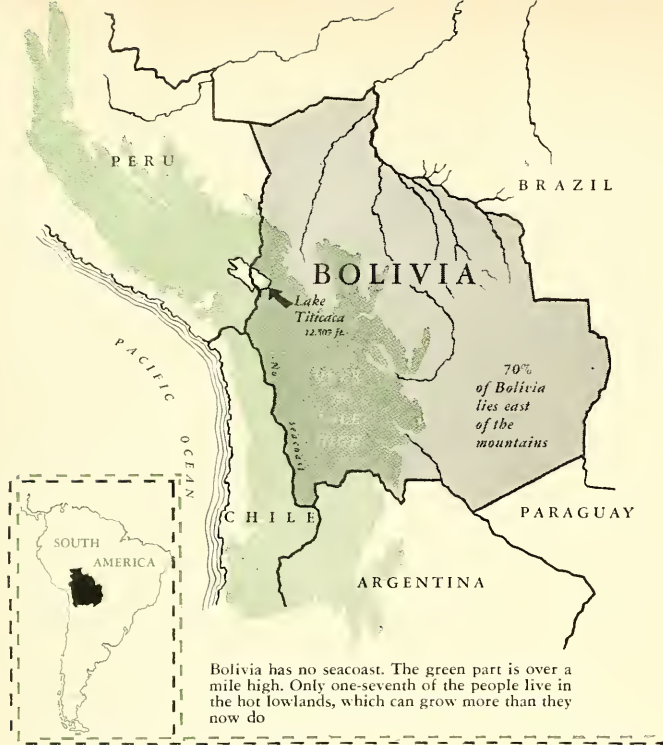 PERU
BRAZIL
BOLIVIA
Lake
Titicaca
12.507 ft.
PACIFIC
OCEAN
No
seacoast
70%
of Bolivia
lies east
of the
mountains
CHILE
PARAGUAY
ARGENTINA
SOUTH
AMERICA
Bolivia has no seacoast. The green part is over a
mile high. Only one-seventh of the people live in
the hot lowlands, which can grow more than they
now do